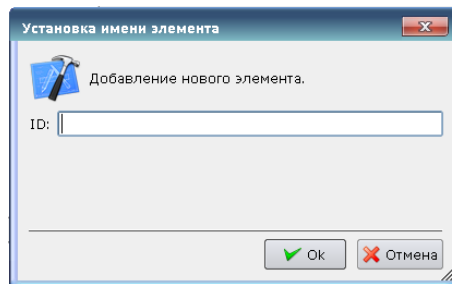 Установка имени элемента
Добавление нового элемента.
ID:
Ok
Отмена